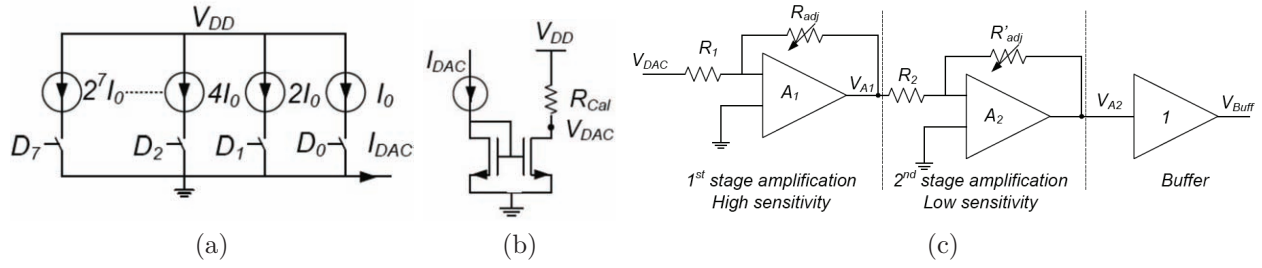 V_DD
2^7I_0 4I_0 2I_0 I_0
D_7 D_2 D_1 D_0 I_DAC
(a)
V_DD
I_DAC
R_Cal
V_DAC
(b)
R_adj
R'_adj
V_DAC R_1 A_1 V_A1 R_2 A_2 V_A2 1 V_Buff
1^st stage amplification
High sensitivity
2^nd stage amplification
Low sensitivity
Buffer
(c)